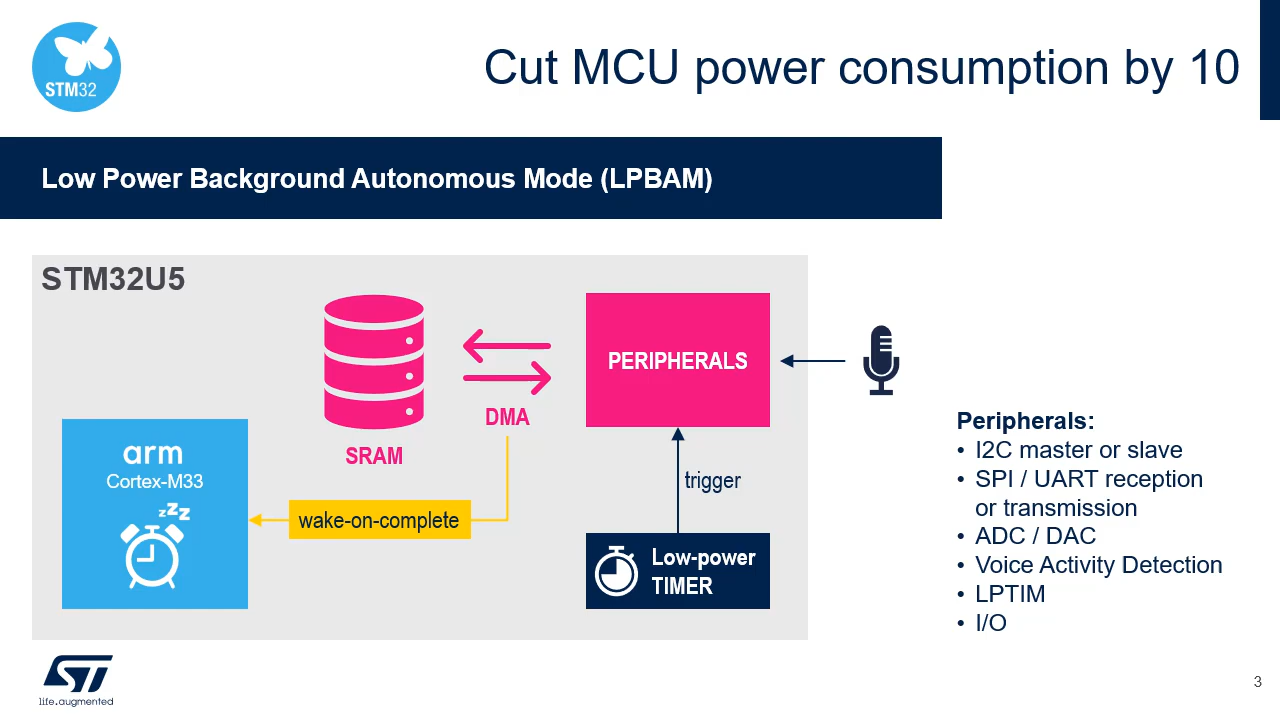 STM32
Cut MCU power consumption by 10
Low Power Background Autonomous Mode (LPBAM)
STM32U5
PERIPHERALS
DMA
SRAM
arm
Cortex-M33
zzZ
wake-on-complete
trigger
Low-power
TIMER
Peripherals:
• I2C master or slave
• SPI / UART reception
or transmission
• ADC / DAC
• Voice Activity Detection
• LPTIM
• I/O
ST
life.augmented
3